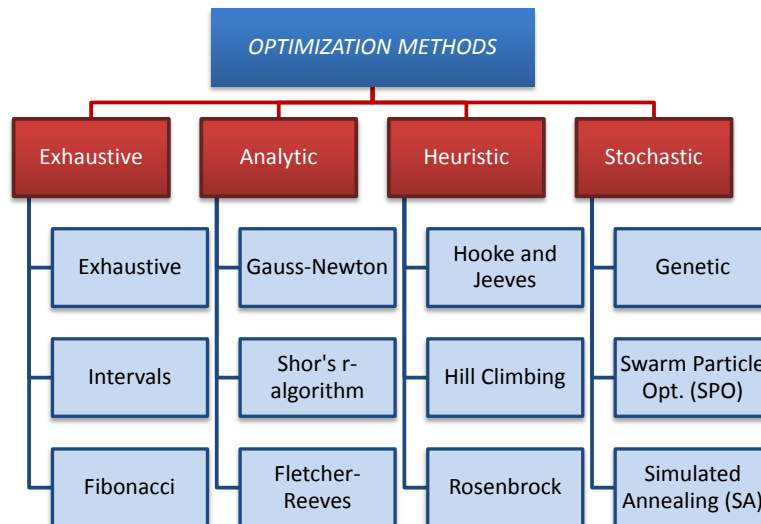 OPTIMIZATION METHODS
Exhaustive
Analytic
Heuristic
Stochastic
Exhaustive
Gauss-Newton
Hooke and
Jeeves
Genetic
Intervals
Shor's r-
algorithm
Hill Climbing
Swarm Particle
Opt. (SPO)
Fibonacci
Fletcher-
Reeves
Rosenbrock
Simulated
Annealing (SA)